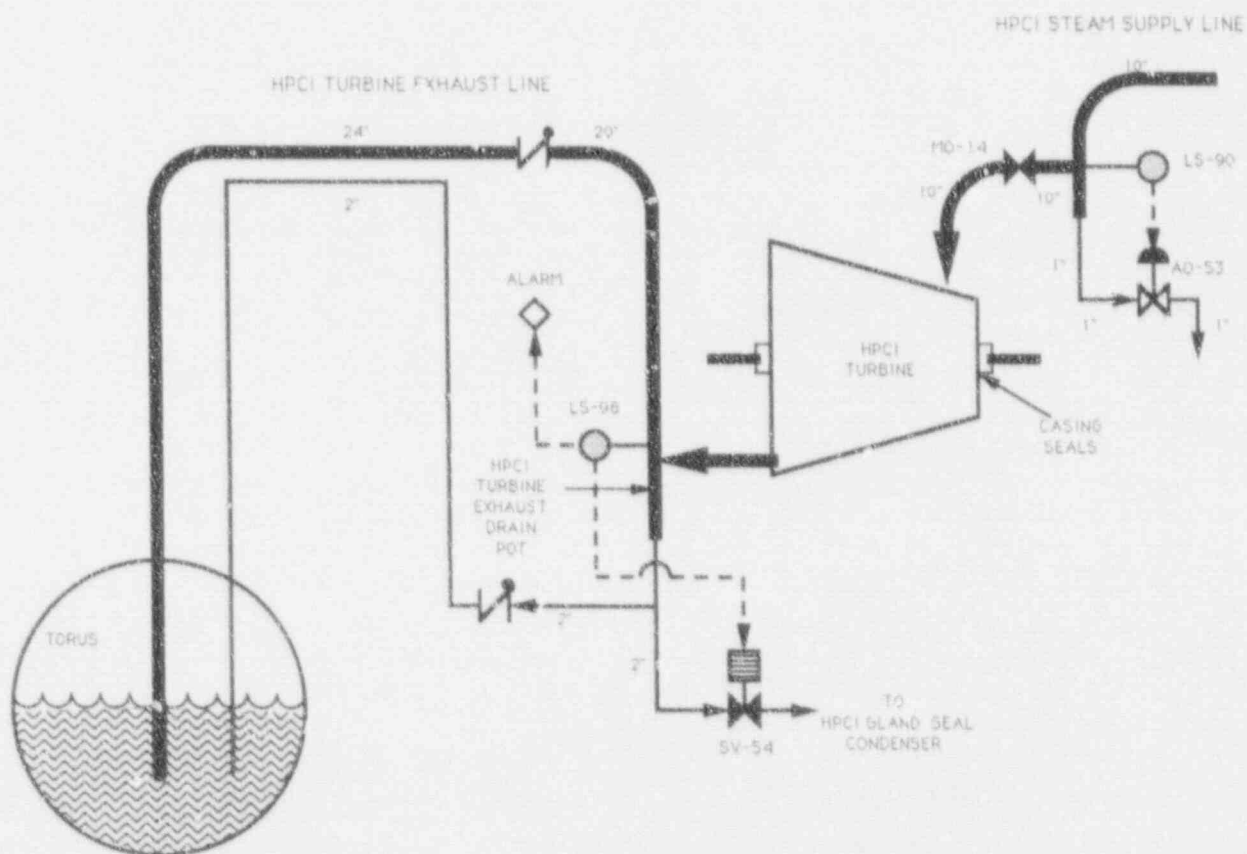 HPCI STEAM SUPPLY LINE
10"
HPCI TURBINE EXHAUST LINE
24"
20"
MO-14
LS-90
10"
10"
2"
1"
AO-53
ALARM
1"
1"
HPCI
TURBINE
LS-98
CASING
SEALS
HPCI
TURBINE
EXHAUST
DRAIN
POT
2"
TORUS
2"
TO
HPCI GLAND SEAL
CONDENSER
SV-54